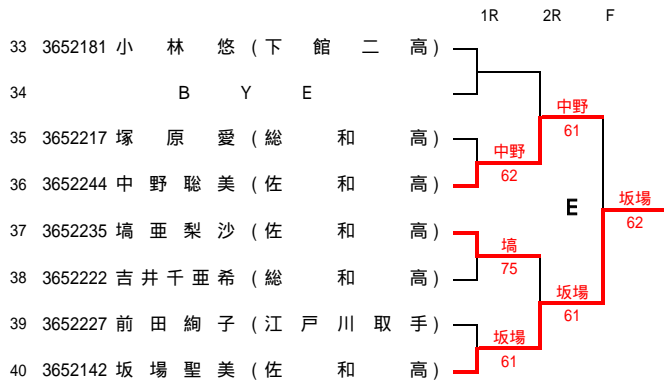 1R 2R F
33 3652181 小林悠(下館二高)
34 BYE
中野
35 3652217 塚原愛(総和高)
61
中野
36 3652244 中野聡美(佐和高)
62
坂場
E
62
37 3652235 塙亜梨沙(佐和高)
塙
75
38 3652222 吉井千亜希(総和高)
坂場
61
39 3652227 前田絢子(江戸川取手)
坂場
61
40 3652142 坂場聖美(佐和高)